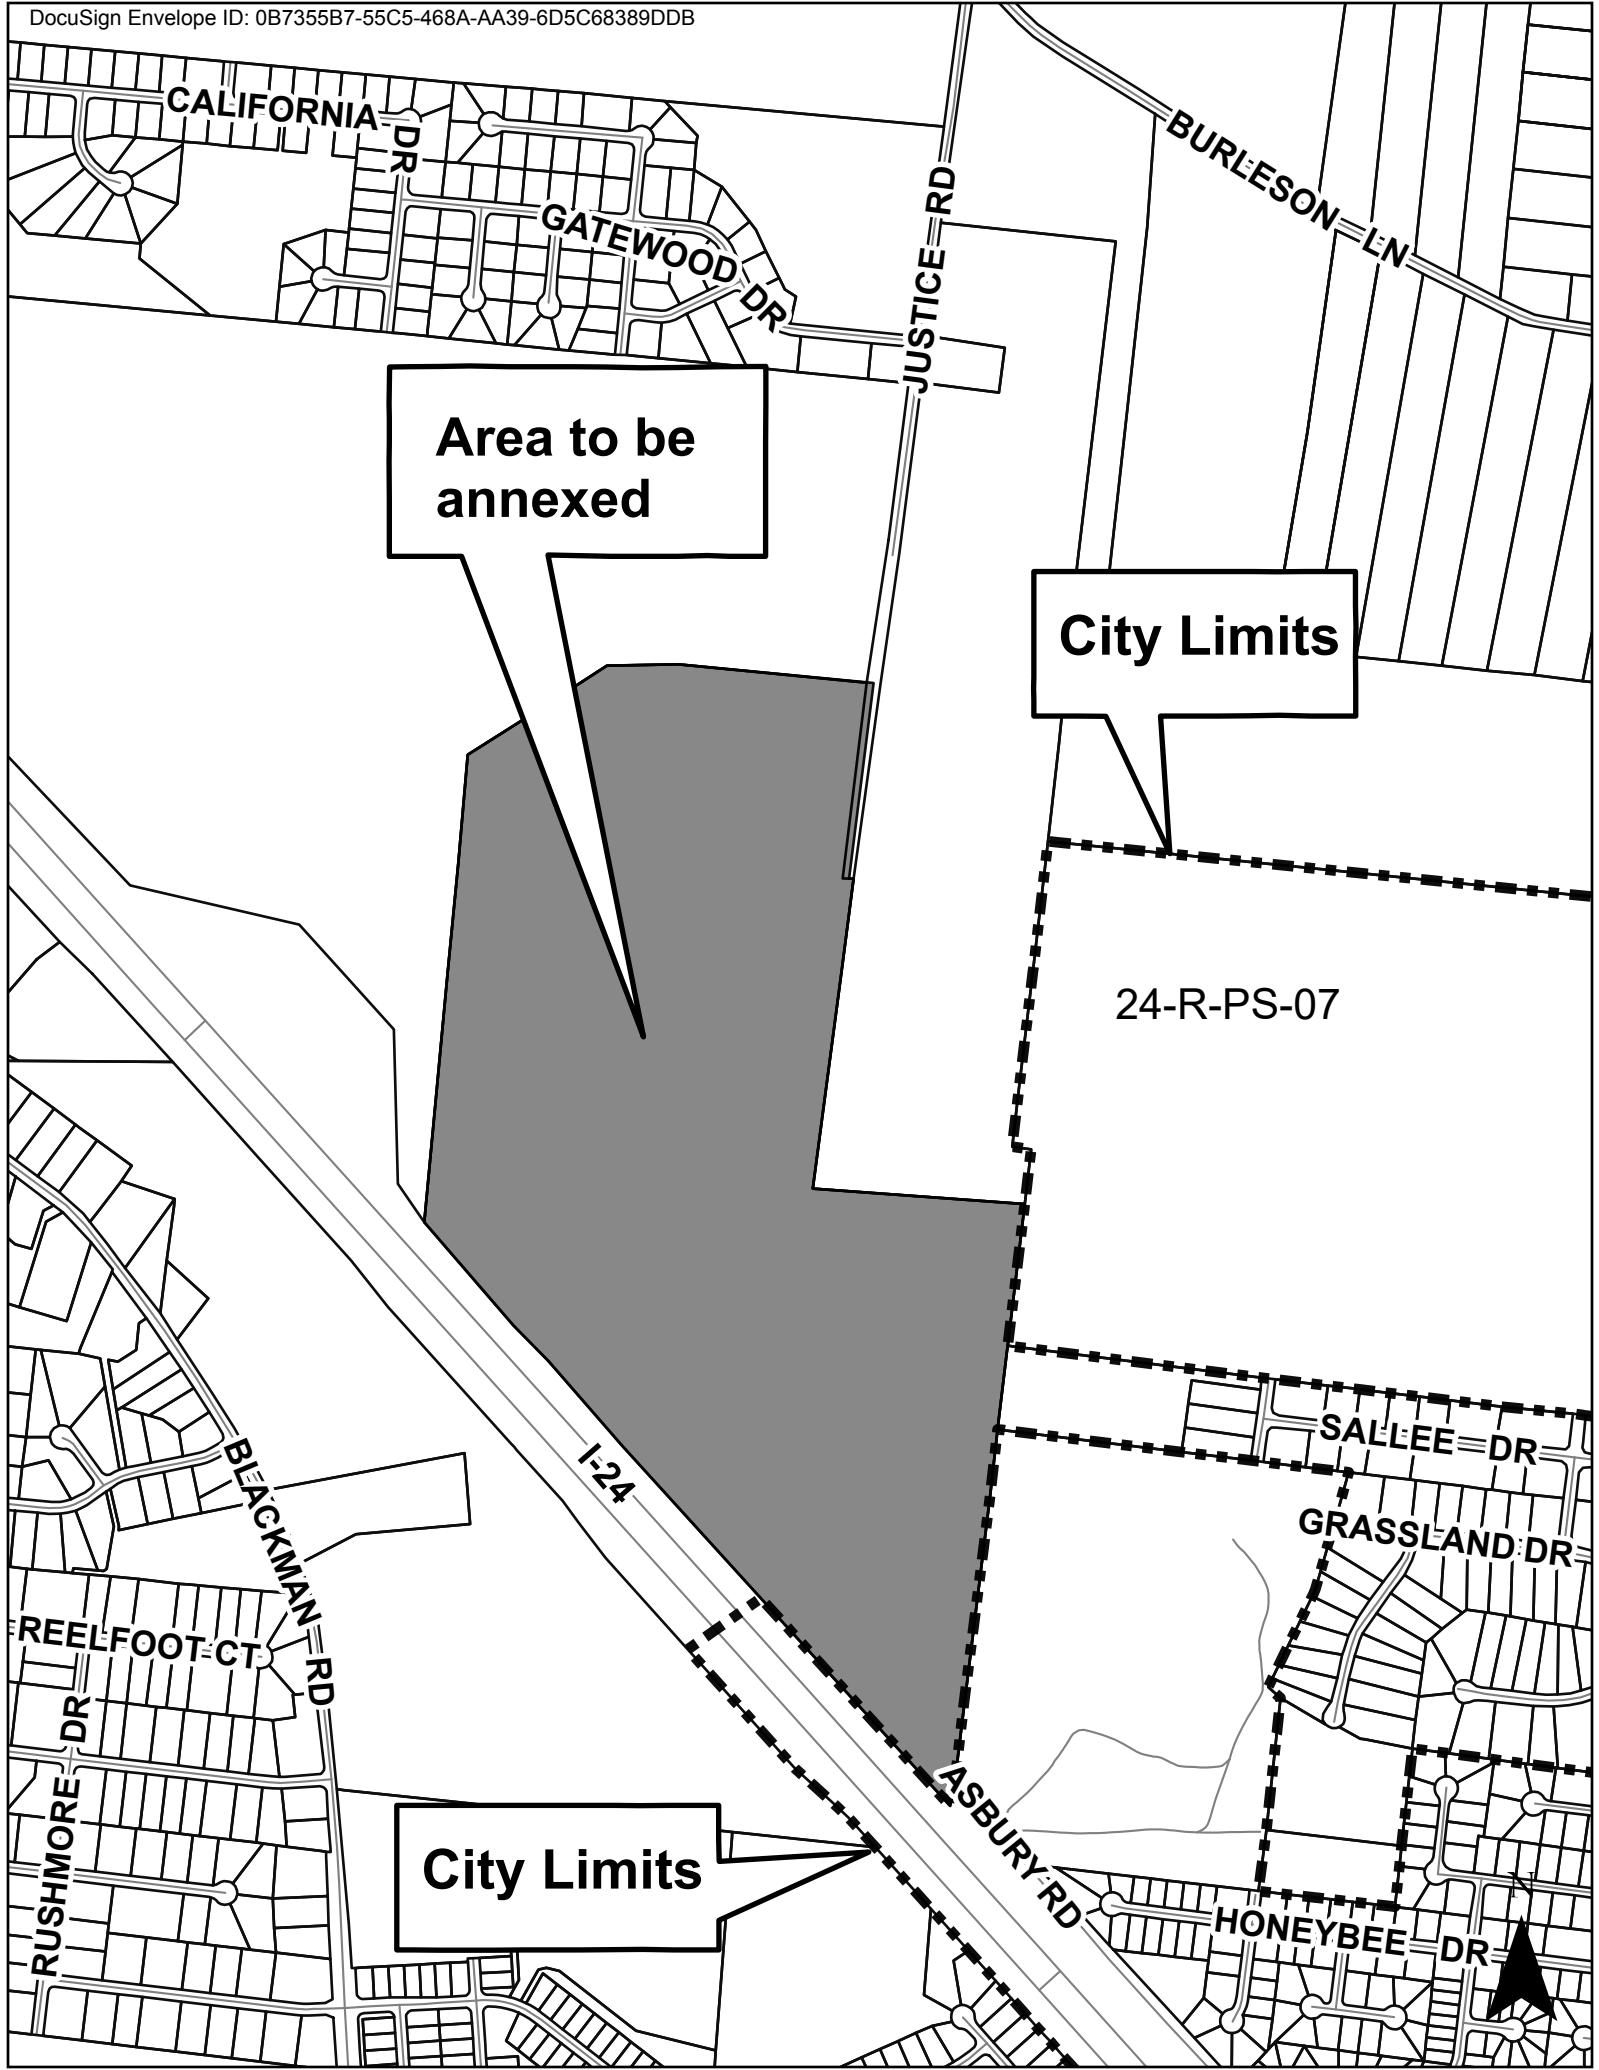 DocuSign Envelope ID: 0B7355B7-55C5-468A-AA39-6D5C68389DDB
CALIFORNIA DR
BURLESON LN
JUSTICE RD
GATEWOOD DR
Area to be
annexed
City Limits
24-R-PS-07
SALLEE DR
I-24
BLACKMAN RD
GRASSLAND DR
REELFOOT CT
RUSHMORE DR
ASBURY RD
City Limits
HONEYBEE DR
N